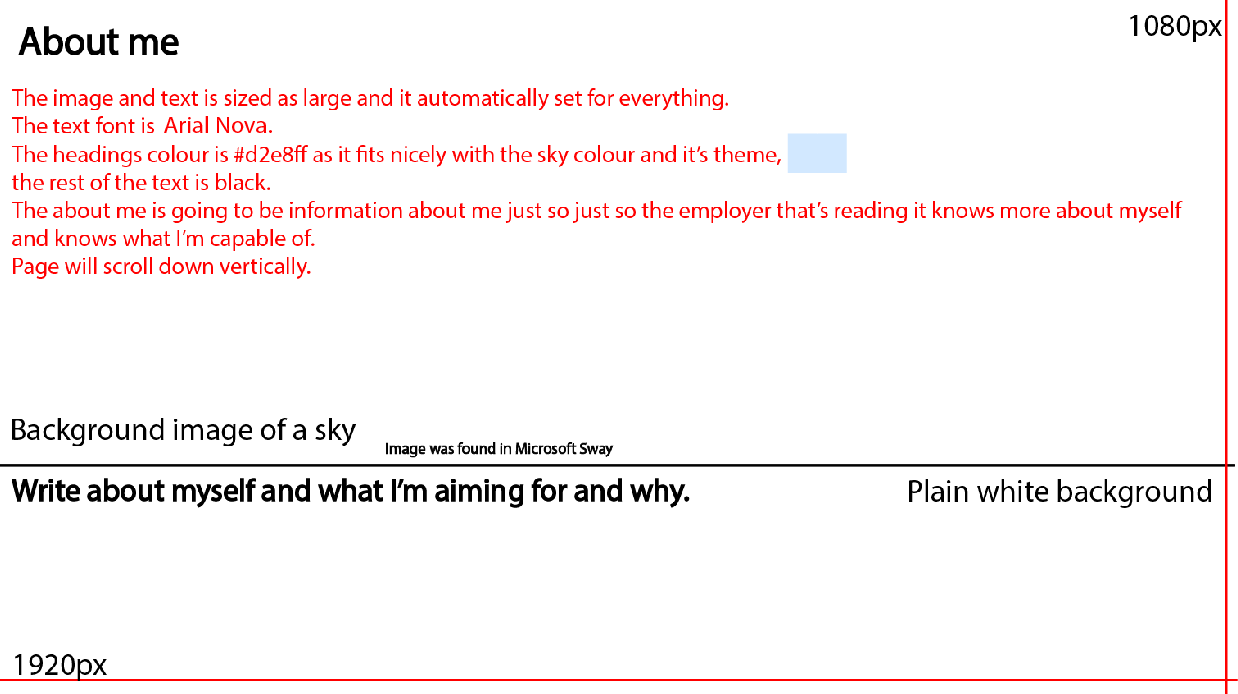 About me
1080px
The image and text is sized as large and it automatically set for everything.
The text font is Arial Nova.
The headings colour is #d2e8ff as it fits nicely with the sky colour and it’s theme,
the rest of the text is black.
The about me is going to be information about me just so just so the employer that’s reading it knows more about myself
and knows what I’m capable of.
Page will scroll down vertically.
Background image of a sky
Image was found in Microsoft Sway
Write about myself and what I’m aiming for and why.
Plain white background
1920px